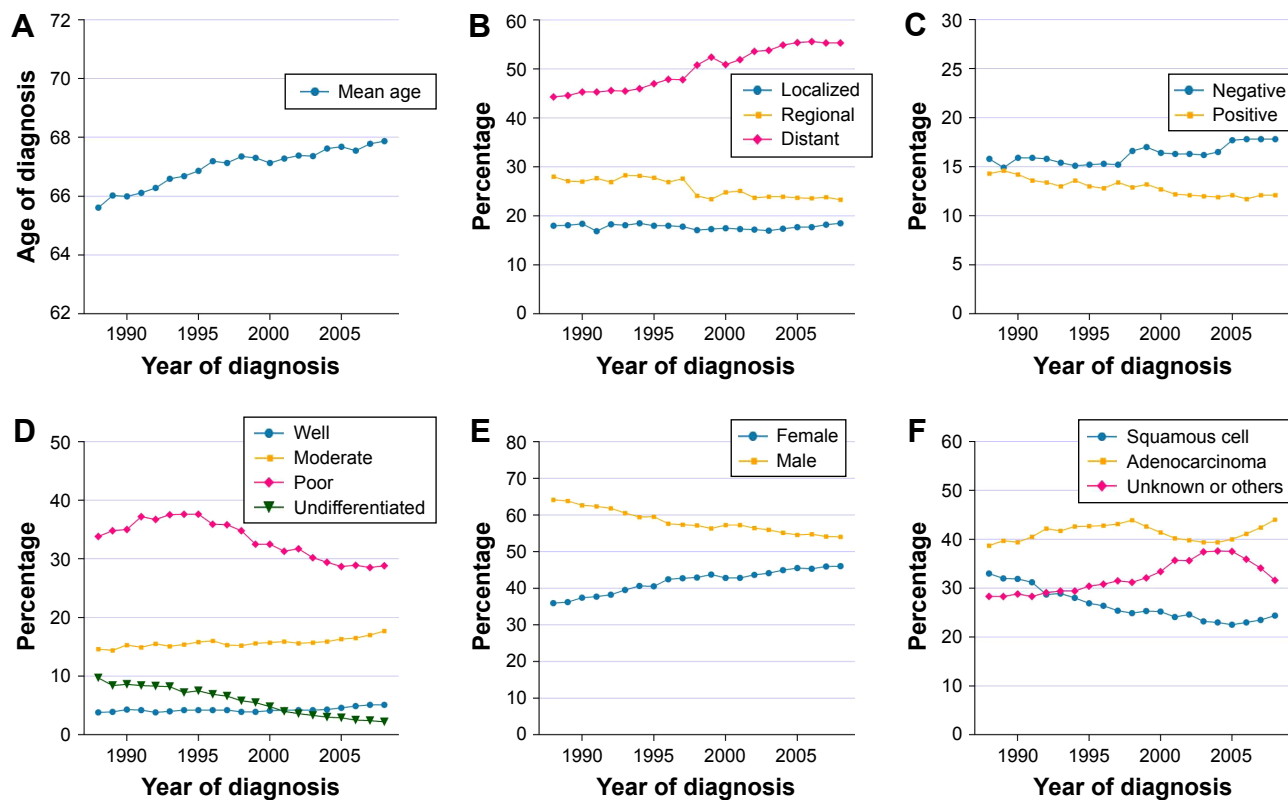 A
Age of diagnosis
72
70
68
66
64
62
Mean age
1990 1995 2000 2005
Year of diagnosis
B
Percentage
60
50
40
30
20
10
0
Localized
Regional
Distant
1990 1995 2000 2005
Year of diagnosis
C
Percentage
30
25
20
15
10
5
0
Negative
Positive
1990 1995 2000 2005
Year of diagnosis
D
Percentage
50
40
30
20
10
0
Well
Moderate
Poor
Undifferentiated
1990 1995 2000 2005
Year of diagnosis
E
Percentage
80
70
60
50
40
30
20
10
0
Female
Male
1990 1995 2000 2005
Year of diagnosis
F
Percentage
60
50
40
30
20
10
0
Squamous cell
Adenocarcinoma
Unknown or others
1990 1995 2000 2005
Year of diagnosis